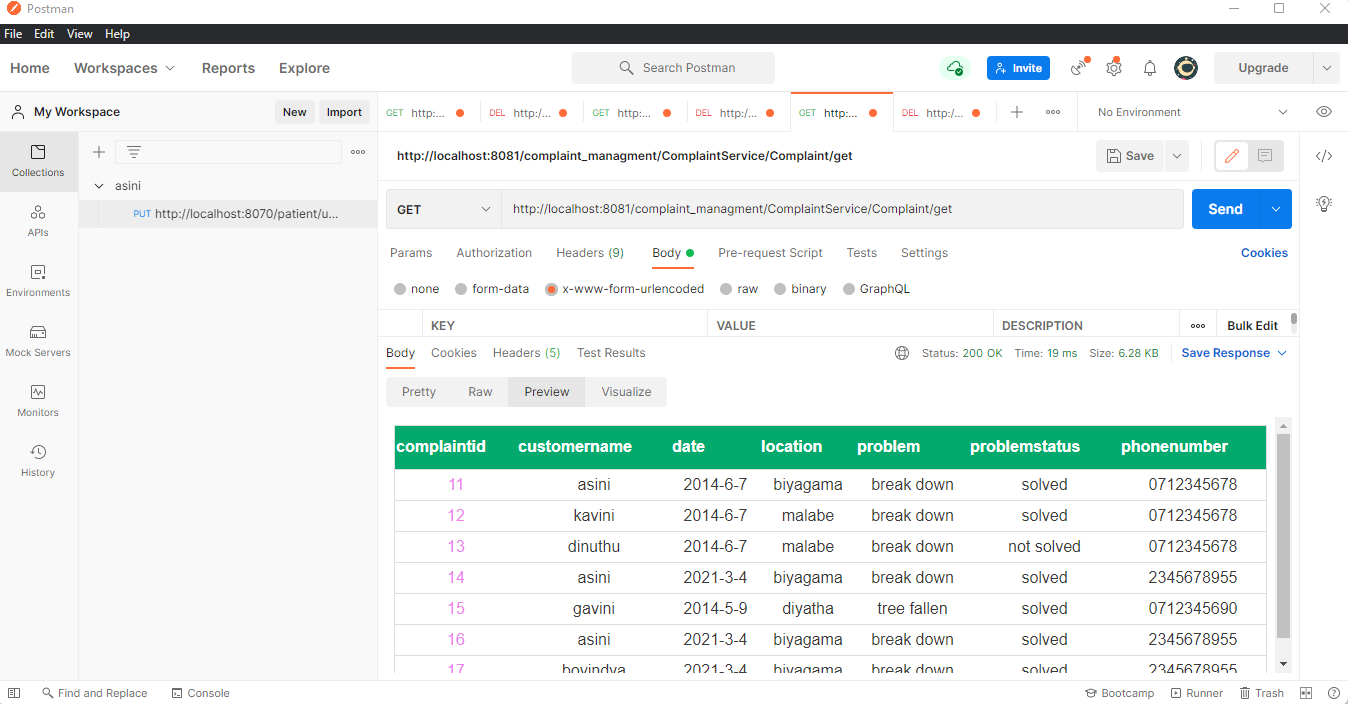 Postman
File Edit View Help
Home Workspaces Reports Explore Search Postman Invite Upgrade
My Workspace New Import GET http:... DEL http:/... GET http:... DEL http:/... GET http:... DEL http:/... No Environment
Collections
APIs
Environments
Mock Servers
Monitors
History
asini
PUT http://localhost:8070/patient/u...
http://localhost:8081/complaint_managment/ComplaintService/Complaint/get Save
GET http://localhost:8081/complaint_managment/ComplaintService/Complaint/get Send
Params Authorization Headers (9) Body Pre-request Script Tests Settings Cookies
none form-data x-www-form-urlencoded raw binary GraphQL
KEY VALUE DESCRIPTION Bulk Edit
Body Cookies Headers (5) Test Results Status: 200 OK Time: 19 ms Size: 6.28 KB Save Response
Pretty Raw Preview Visualize
complaintid customername date location problem problemstatus phonenumber
11 asini 2014-6-7 biyagama break down solved 0712345678
12 kavini 2014-6-7 malabe break down solved 0712345678
13 dinuthu 2014-6-7 malabe break down not solved 0712345678
14 asini 2021-3-4 biyagama break down solved 2345678955
15 gavini 2014-5-9 diyatha tree fallen solved 0712345690
16 asini 2021-3-4 biyagama break down solved 2345678955
17 hovindya 2021-3-4 biyagama break down solved 2345678955
Find and Replace Console Bootcamp Runner Trash